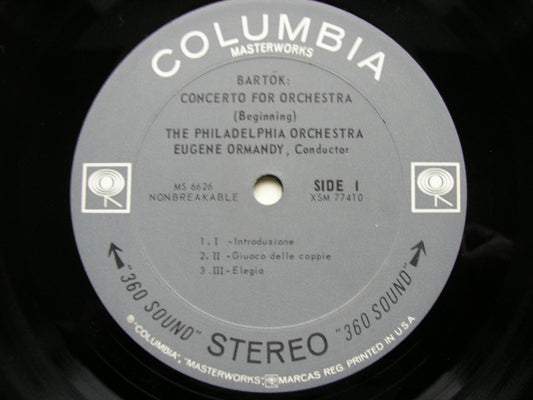 COLUMBIA
MASTERWORKS
BARTÓK:
CONCERTO FOR ORCHESTRA
(Beginning)
THE PHILADELPHIA ORCHESTRA
EUGENE ORMANDY, Conductor
MS 6626
NONBREAKABLE
SIDE 1
XSM 77410
1. I - Introduzione
2. II - Giuoco delle coppie
3. III - Elegia
"360 SOUND" STEREO "360 SOUND"
® "COLUMBIA", "MASTERWORKS", MARCAS REG. PRINTED IN U.S.A.